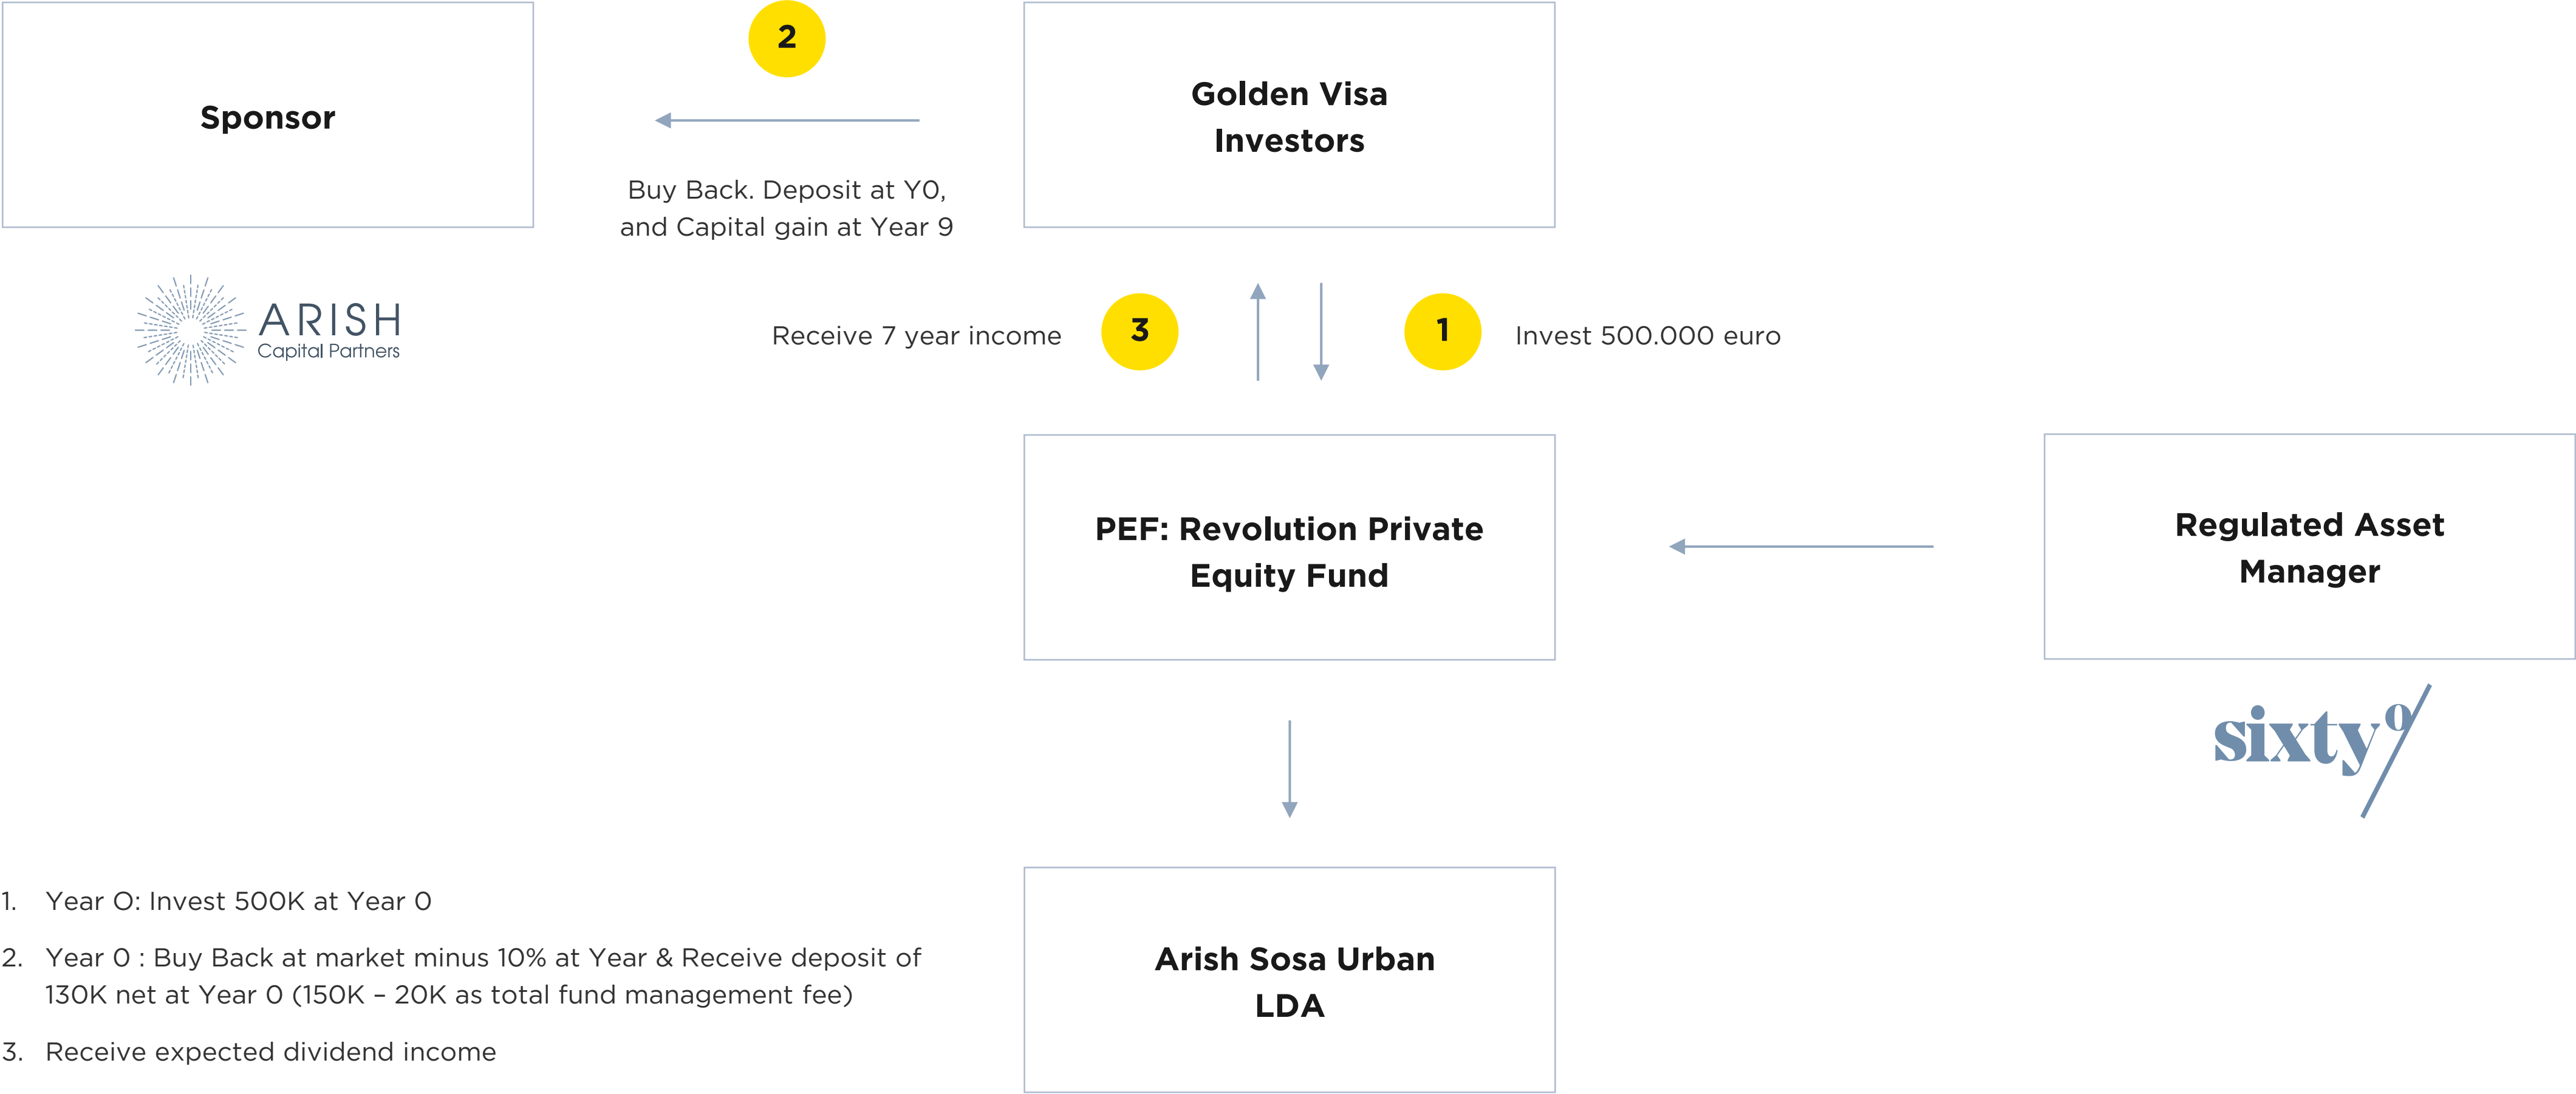 Sponsor
2
Golden Visa
Investors
Buy Back. Deposit at Y0,
and Capital gain at Year 9
ARISH
Capital Partners
Receive 7 year income
3
1
Invest 500.000 euro
PEF: Revolution Private
Equity Fund
Regulated Asset
Manager
sixty°
1. Year O: Invest 500K at Year 0
2. Year 0 : Buy Back at market minus 10% at Year & Receive deposit of
130K net at Year 0 (150K – 20K as total fund management fee)
3. Receive expected dividend income
Arish Sosa Urban
LDA